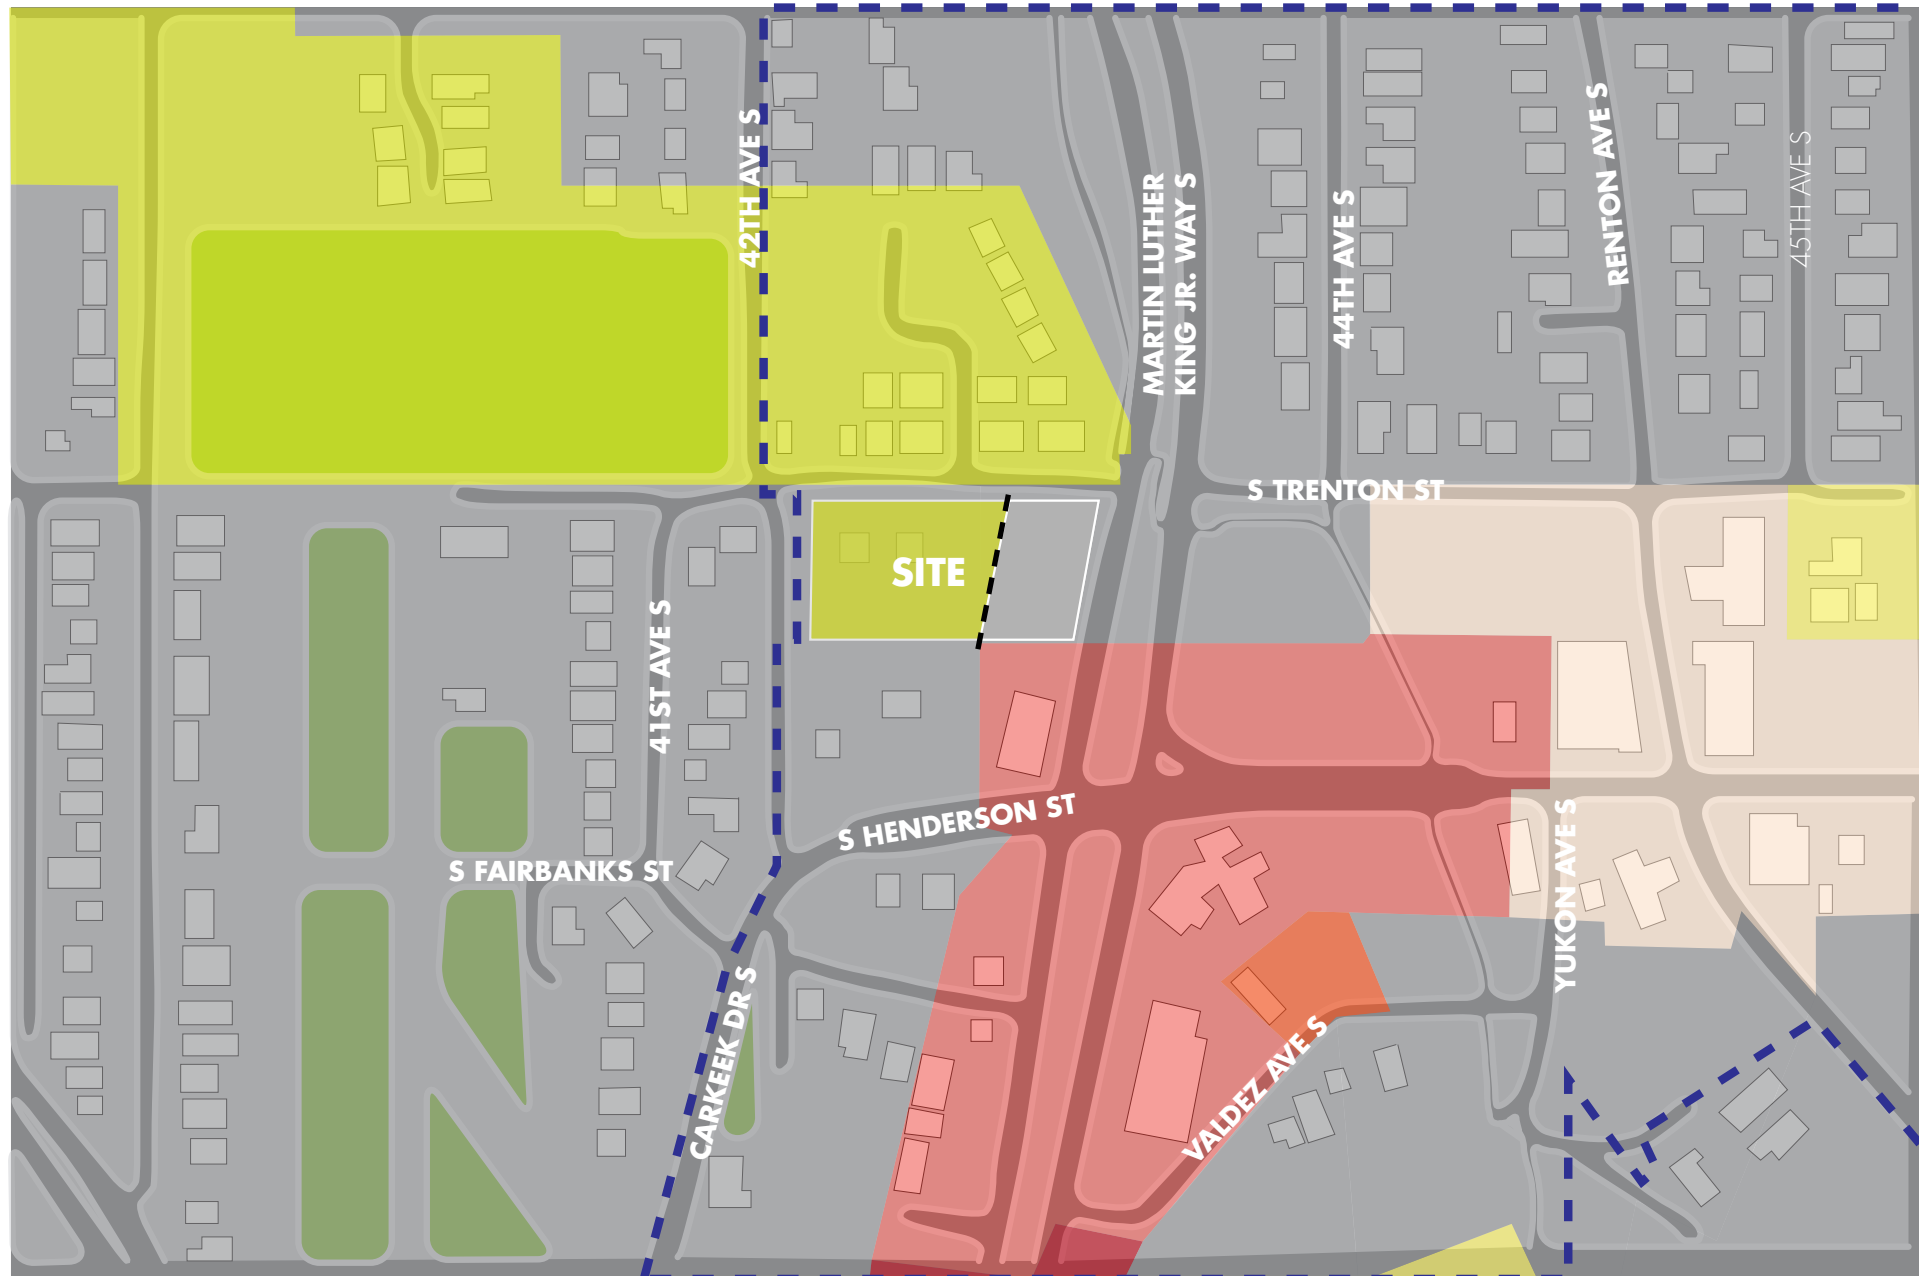 42TH AVE S
MARTIN LUTHER
KING JR. WAY S
44TH AVE S
RENTON AVE S
45TH AVE S
S TRENTON ST
SITE
41ST AVE S
S HENDERSON ST
S FAIRBANKS ST
YUKON AVE S
CARKEEK DR S
VALDEZ AVE S